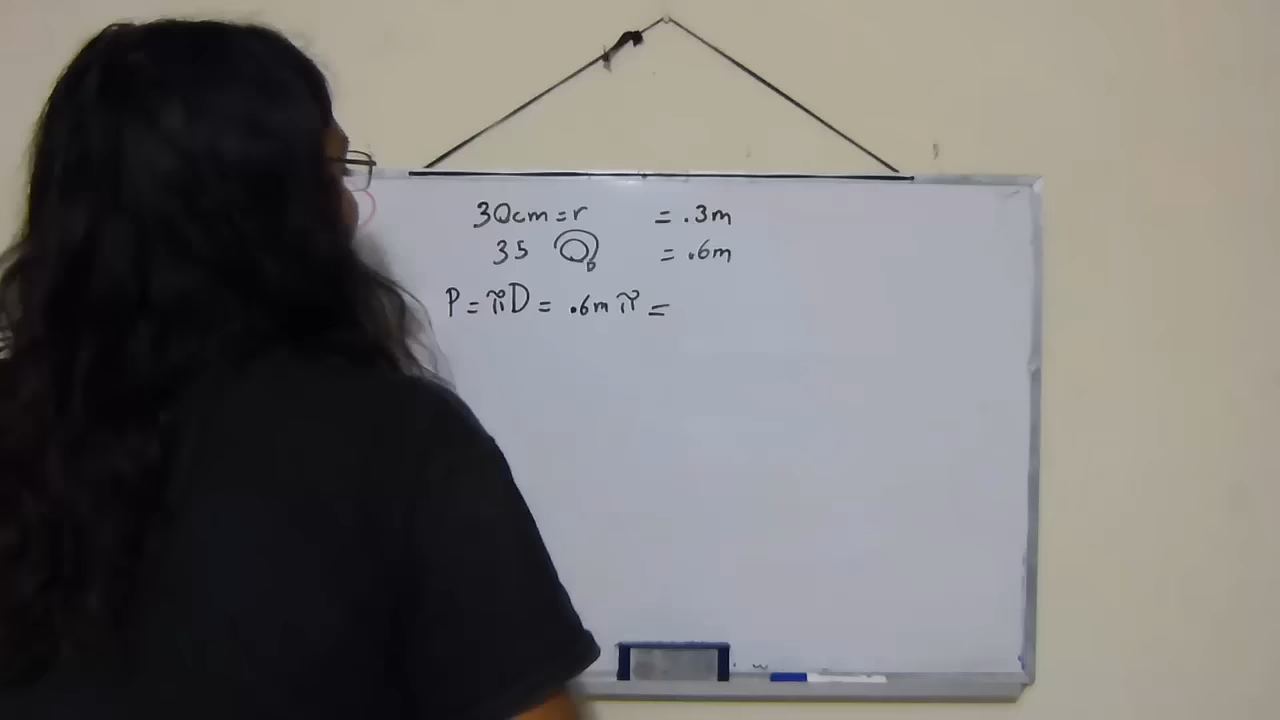 30cm=r = .3m
35 = .6m
P = πD = .6m π =